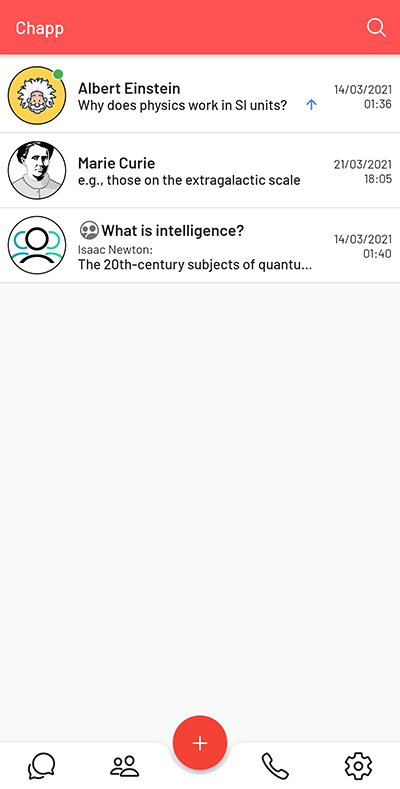 Chapp
Albert Einstein
14/03/2021
Why does physics work in SI units?
01:36
Marie Curie
21/03/2021
e.g., those on the extragalactic scale
18:05
What is intelligence?
14/03/2021
Isaac Newton:
01:40
The 20th-century subjects of quantu...